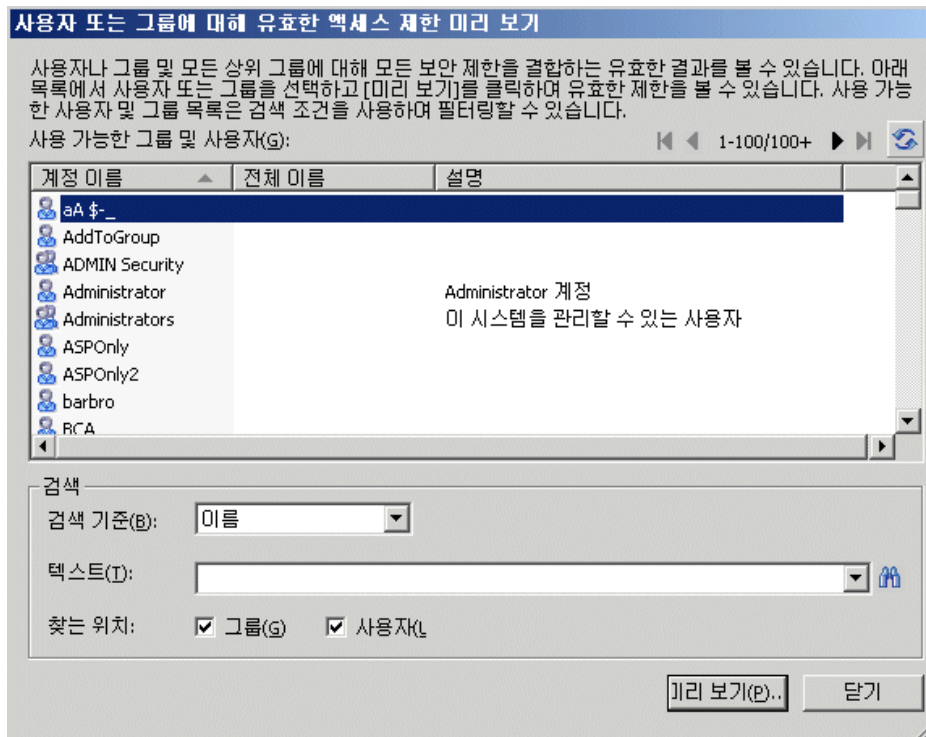 사용자 또는 그룹에 대해 유효한 액세스 제한 미리 보기
사용자나 그룹 및 모든 상위 그룹에 대해 모든 보안 제한을 결합하는 유효한 결과를 볼 수 있습니다. 아래
목록에서 사용자 또는 그룹을 선택하고 [미리 보기]를 클릭하여 유효한 제한을 볼 수 있습니다. 사용 가능
한 사용자 및 그룹 목록은 검색 조건을 사용하여 필터링할 수 있습니다.
사용 가능한 그룹 및 사용자(G): 1-100/100+
계정 이름 전체 이름 설명
aA $-_
AddToGroup
ADMIN Security
Administrator Administrator 계정
Administrators 이 시스템을 관리할 수 있는 사용자
ASPOnly
ASPOnly2
barbro
BCA
검색
검색 기준(B): 이름
텍스트(T):
찾는 위치: 그룹(G) 사용자(L
미리 보기(P).. 닫기